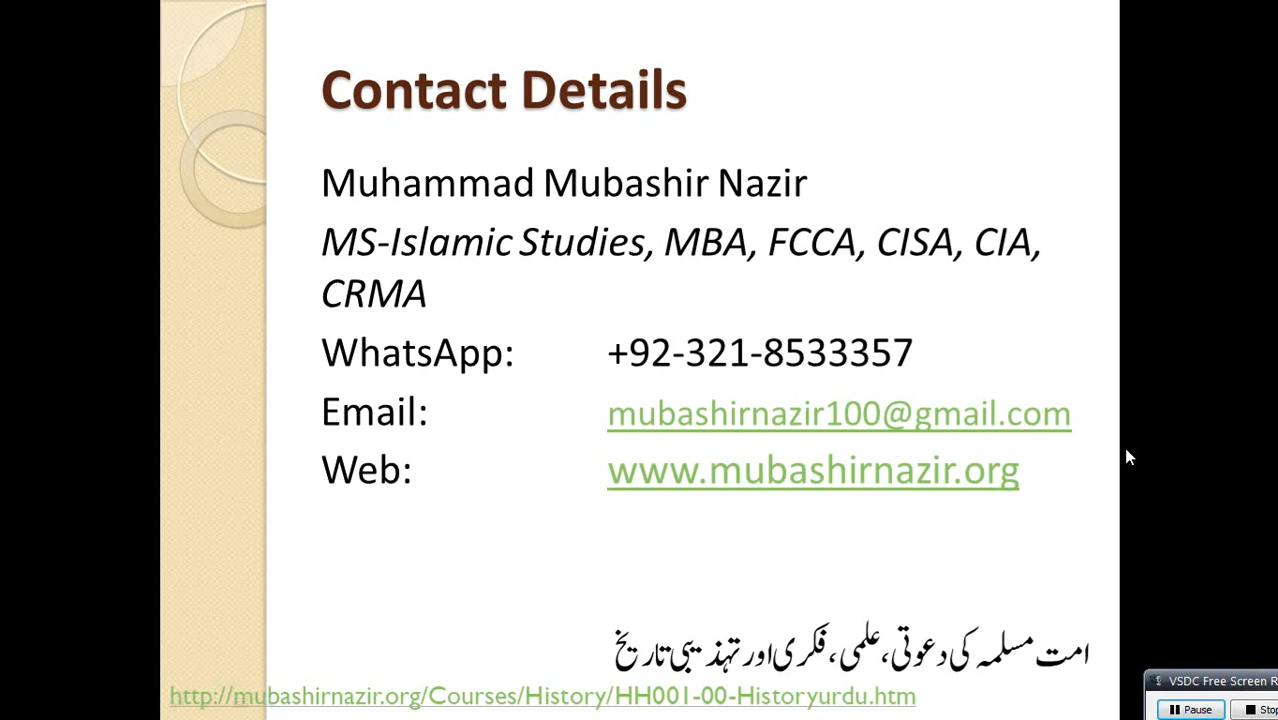 Contact Details
Muhammad Mubashir Nazir
MS-Islamic Studies, MBA, FCCA, CISA, CIA,
CRMA
WhatsApp: +92-321-8533357
Email: mubashirnazir100@gmail.com
Web: www.mubashirnazir.org
امت مسلمہ کی دعوتی، علمی، فکری اور تہذیبی تاریخ
http://mubashirnazir.org/Courses/History/HH001-00-Historyurdu.htm
VSDC Free Screen R
Pause Stop